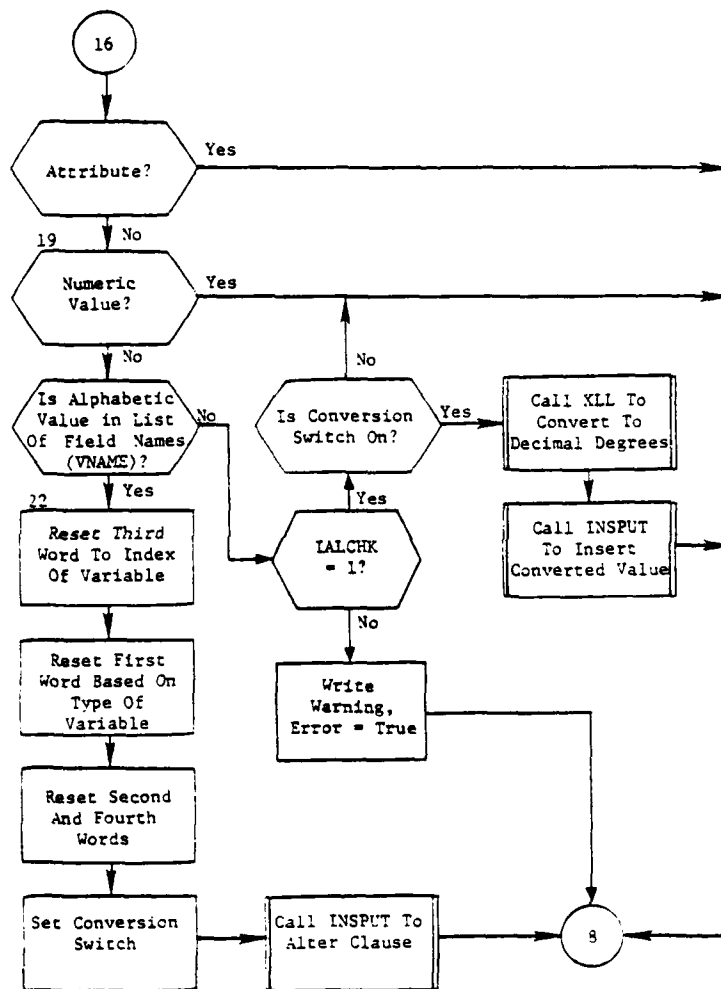 16
Attribute?
Yes
No
19
Numeric
Value?
Yes
No
Is Alphabetic
Value in List
Of Field Names
(VNAME)?
No
Yes
Is Conversion
Switch On?
No
Yes
Call XLL To
Convert To
Decimal Degrees
22
Reset Third
Word To Index
Of Variable
IALCHK
= 1?
Yes
No
Call INSPUT
To Insert
Converted Value
Reset First
Word Based On
Type Of
Variable
Write
Warning,
Error = True
Reset Second
And Fourth
Words
Set Conversion
Switch
Call INSPUT To
Alter Clause
8